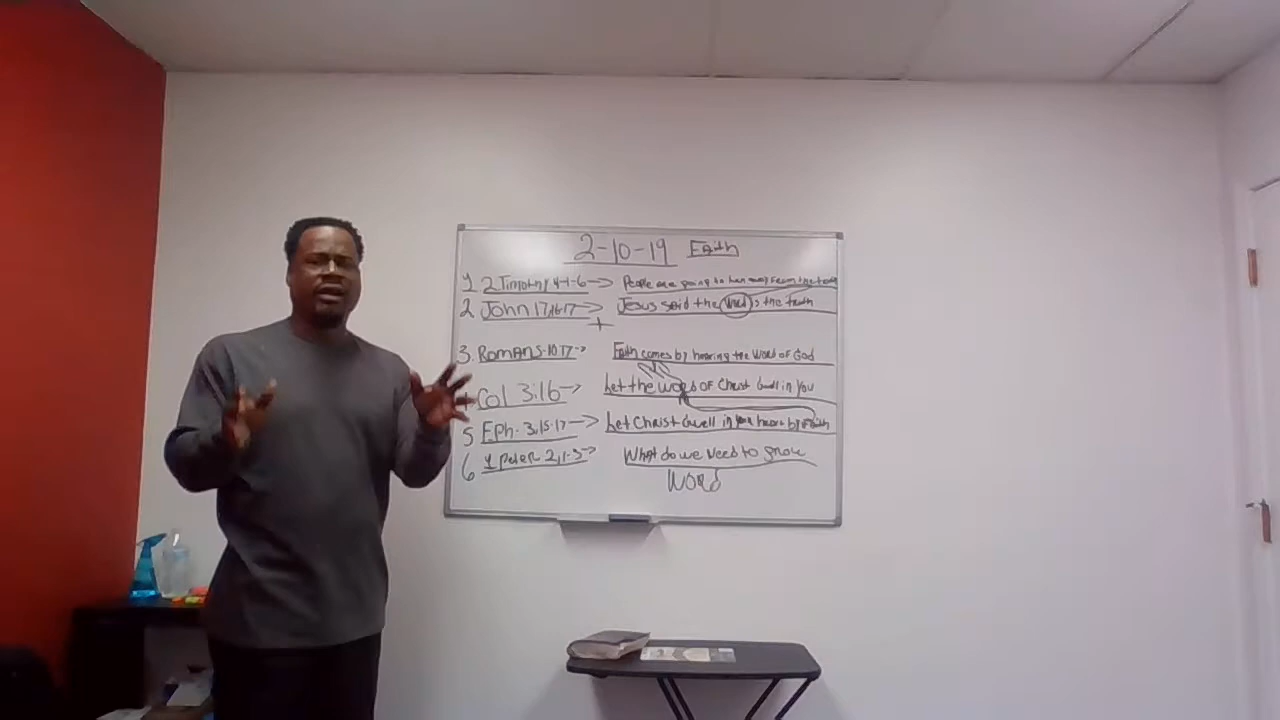 2-10-19 Faith
1 2 Timothy 4-1-6 → People are going to turn away From the truth
2 John 17,16-17 → Jesus said the Word is the truth
+
3. Romans-10:17 → Faith comes by hearing the Word of God
Col 3:16 → Let the word of Christ dwell in you
5 Eph-3,15-17 → Let Christ dwell in your hearts by Faith
6 1 Peter 2,1-3 → What do we need to grow
Word